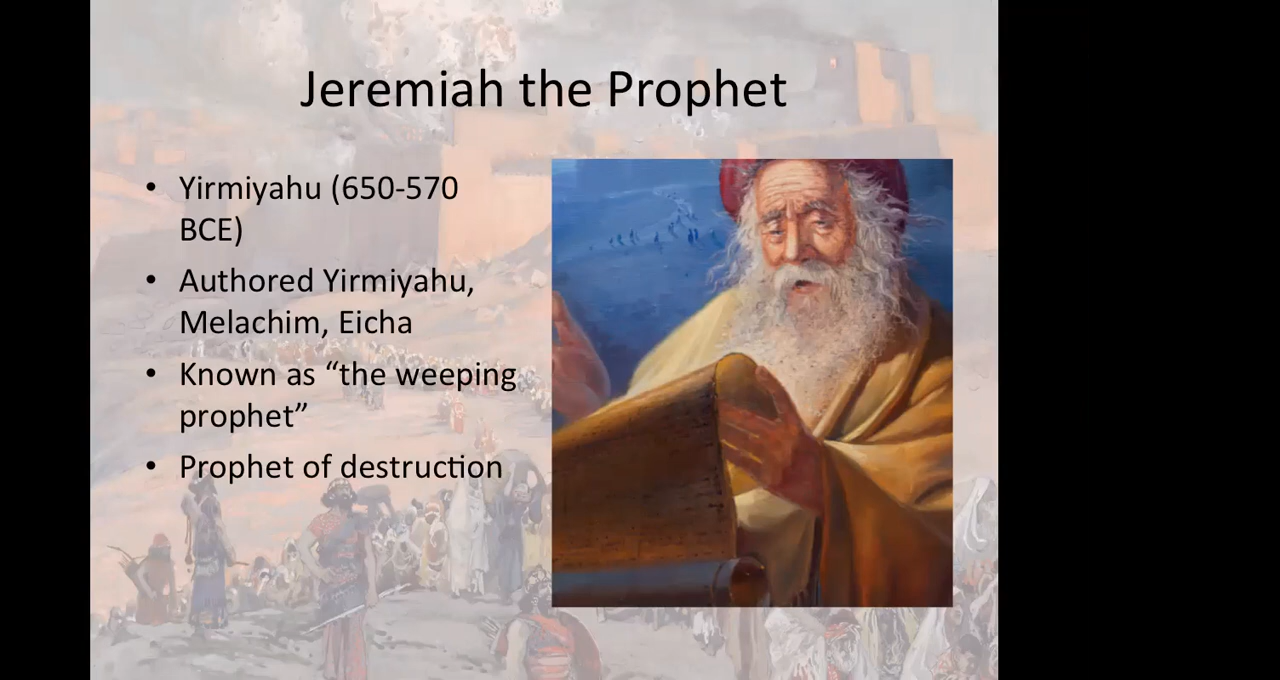 Jeremiah the Prophet
• Yirmiyahu (650-570
BCE)
• Authored Yirmiyahu,
Melachim, Eicha
• Known as “the weeping
prophet”
• Prophet of destruction